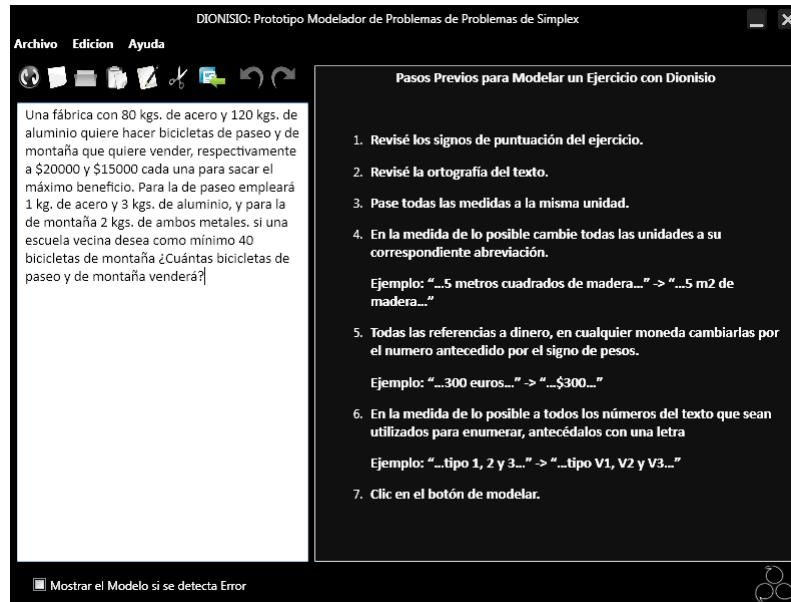 DIONISIO: Prototipo Modelador de Problemas de Problemas de Simplex
Archivo Edicion Ayuda
Una fábrica con 80 kgs. de acero y 120 kgs. de
aluminio quiere hacer bicicletas de paseo y de
montaña que quiere vender, respectivamente
a $20000 y $15000 cada una para sacar el
máximo beneficio. Para la de paseo empleará
1 kg. de acero y 3 kgs. de aluminio, y para la
de montaña 2 kgs. de ambos metales. si una
escuela vecina desea como mínimo 40
bicicletas de montaña ¿Cuántas bicicletas de
paseo y de montaña venderá?
Pasos Previos para Modelar un Ejercicio con Dionisio
1. Revisé los signos de puntuación del ejercicio.
2. Revisé la ortografía del texto.
3. Pase todas las medidas a la misma unidad.
4. En la medida de lo posible cambie todas las unidades a su
correspondiente abreviación.
Ejemplo: “...5 metros cuadrados de madera...” -> “...5 m2 de
madera...”
5. Todas las referencias a dinero, en cualquier moneda cambiarlas por
el numero antecedido por el signo de pesos.
Ejemplo: “...300 euros...” -> “...$300...”
6. En la medida de lo posible a todos los números del texto que sean
utilizados para enumerar, antecédalos con una letra
Ejemplo: “...tipo 1, 2 y 3...” -> “...tipo V1, V2 y V3...”
7. Clic en el botón de modelar.
Mostrar el Modelo si se detecta Error